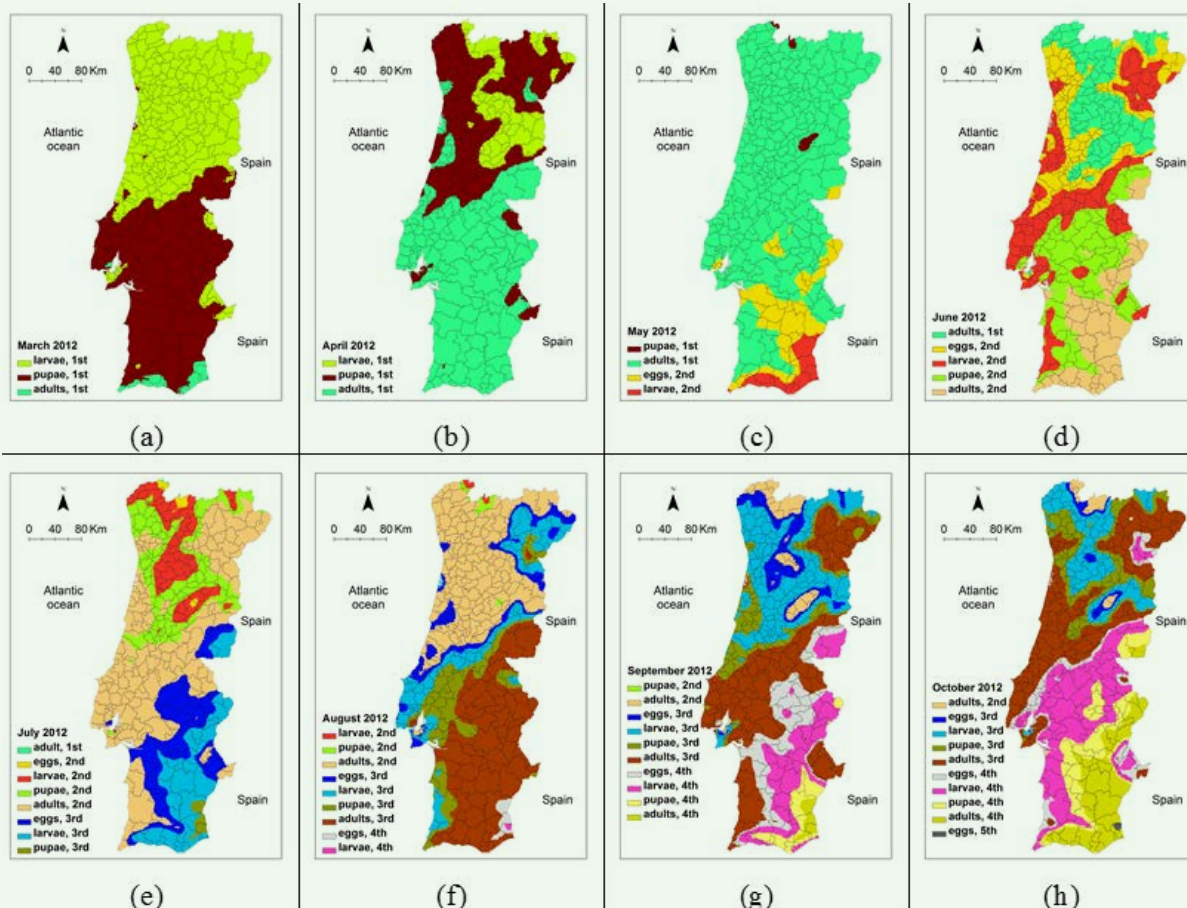 N
0 40 80 Km
Atlantic
ocean
Spain
Spain
March 2012
larvae, 1st
pupae, 1st
adults, 1st
(a)
N
0 40 80 Km
Atlantic
ocean
Spain
Spain
April 2012
larvae, 1st
pupae, 1st
adults, 1st
(b)
N
0 40 80 Km
Atlantic
ocean
Spain
Spain
May 2012
pupae, 1st
adults, 1st
eggs, 2nd
larvae, 2nd
(c)
N
0 40 80 Km
Atlantic
ocean
Spain
Spain
June 2012
adults, 1st
eggs, 2nd
larvae, 2nd
pupae, 2nd
adults, 2nd
(d)
N
0 40 80 Km
Atlantic
ocean
Spain
Spain
July 2012
adult, 1st
eggs, 2nd
larvae, 2nd
pupae, 2nd
adults, 2nd
eggs, 3rd
larvae, 3rd
pupae, 3rd
(e)
N
0 40 80 Km
Atlantic
ocean
Spain
Spain
August 2012
larvae, 2nd
pupae, 2nd
adults, 2nd
eggs, 3rd
larvae, 3rd
pupae, 3rd
adults, 3rd
eggs, 4th
larvae, 4th
(f)
N
0 40 80 Km
Atlantic
ocean
Spain
Spain
September 2012
pupae, 2nd
adults, 2nd
eggs, 3rd
larvae, 3rd
pupae, 3rd
adults, 3rd
eggs, 4th
larvae, 4th
pupae, 4th
adults, 4th
(g)
N
0 40 80 Km
Atlantic
ocean
Spain
Spain
October 2012
adults, 2nd
eggs, 3rd
larvae, 3rd
pupae, 3rd
adults, 3rd
eggs, 4th
larvae, 4th
pupae, 4th
adults, 4th
eggs, 5th
(h)